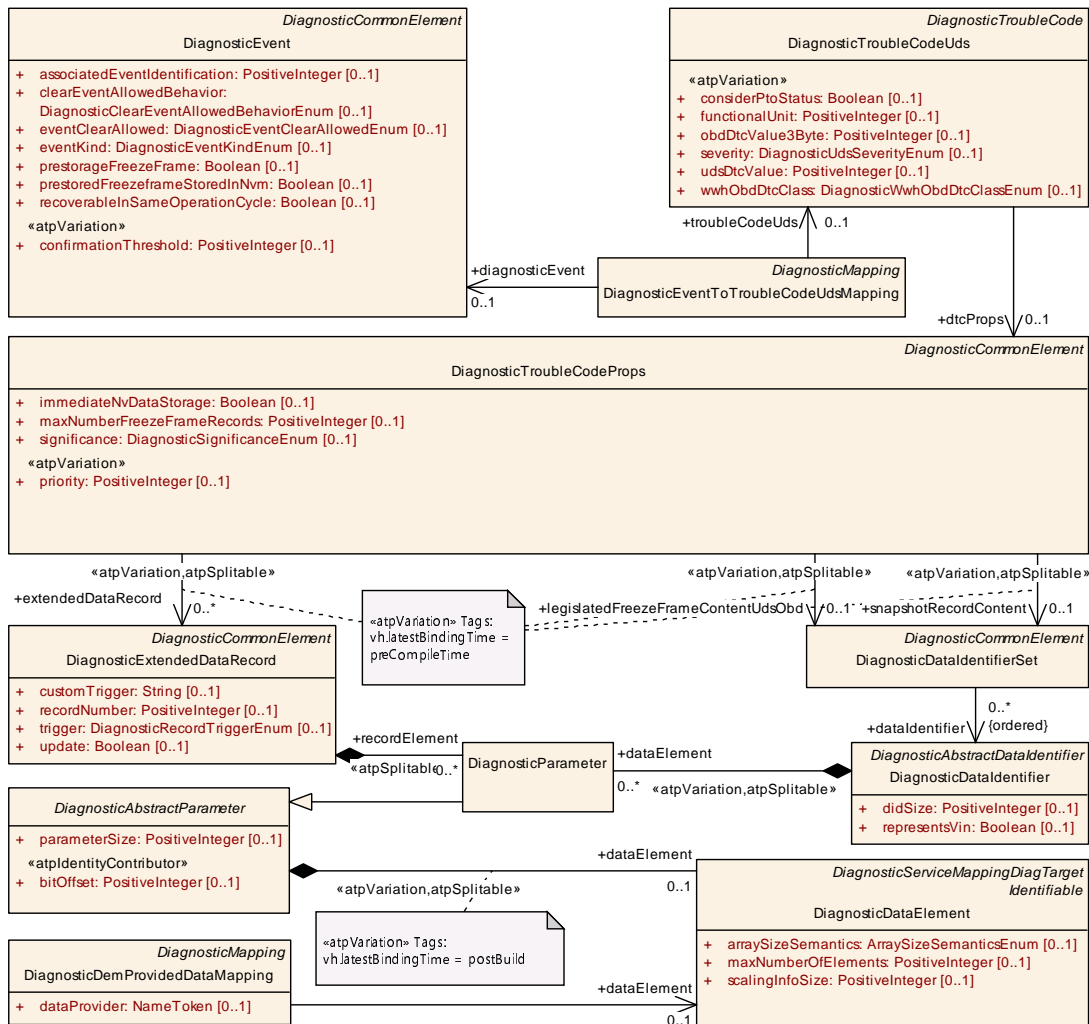 DiagnosticCommonElement
DiagnosticEvent
+ associatedEventIdentification: PositiveInteger [0..1]
+ clearEventAllowedBehavior:
DiagnosticClearEventAllowedBehaviorEnum [0..1]
+ eventClearAllowed: DiagnosticEventClearAllowedEnum [0..1]
+ eventKind: DiagnosticEventKindEnum [0..1]
+ prestorageFreezeFrame: Boolean [0..1]
+ prestoredFreezeframeStoredInNvm: Boolean [0..1]
+ recoverableInSameOperationCycle: Boolean [0..1]
«atpVariation»
+ confirmationThreshold: PositiveInteger [0..1]
DiagnosticTroubleCode
DiagnosticTroubleCodeUds
«atpVariation»
+ considerPtoStatus: Boolean [0..1]
+ functionalUnit: PositiveInteger [0..1]
+ obdDtcValue3Byte: PositiveInteger [0..1]
+ severity: DiagnosticUdsSeverityEnum [0..1]
+ udsDtcValue: PositiveInteger [0..1]
+ wwhObdDtcClass: DiagnosticWwhObdDtcClassEnum [0..1]
+troubleCodeUds 0..1
+diagnosticEvent
0..1
DiagnosticMapping
DiagnosticEventToTroubleCodeUdsMapping
+dtcProps 0..1
DiagnosticCommonElement
DiagnosticTroubleCodeProps
+ immediateNvDataStorage: Boolean [0..1]
+ maxNumberFreezeFrameRecords: PositiveInteger [0..1]
+ significance: DiagnosticSignificanceEnum [0..1]
«atpVariation»
+ priority: PositiveInteger [0..1]
«atpVariation,atpSplitable»
+extendedDataRecord 0..*
«atpVariation,atpSplitable»
+legislatedFreezeFrameContentUdsObd 0..1
«atpVariation,atpSplitable»
+snapshotRecordContent 0..1
«atpVariation» Tags:
vh.latestBindingTime =
preCompileTime
DiagnosticCommonElement
DiagnosticExtendedDataRecord
+ customTrigger: String [0..1]
+ recordNumber: PositiveInteger [0..1]
+ trigger: DiagnosticRecordTriggerEnum [0..1]
+ update: Boolean [0..1]
DiagnosticCommonElement
DiagnosticDataIdentifierSet
0..*
+dataIdentifier {ordered}
+recordElement
«atpSplitable» 0..*
DiagnosticParameter
+dataElement
0..* «atpVariation,atpSplitable»
DiagnosticAbstractDataIdentifier
DiagnosticDataIdentifier
+ didSize: PositiveInteger [0..1]
+ representsVin: Boolean [0..1]
DiagnosticAbstractParameter
+ parameterSize: PositiveInteger [0..1]
«atpIdentityContributor»
+ bitOffset: PositiveInteger [0..1]
+dataElement
«atpVariation,atpSplitable» 0..1
«atpVariation» Tags:
vh.latestBindingTime = postBuild
DiagnosticServiceMappingDiagTarget
Identifiable
DiagnosticDataElement
+ arraySizeSemantics: ArraySizeSemanticsEnum [0..1]
+ maxNumberOfElements: PositiveInteger [0..1]
+ scalingInfoSize: PositiveInteger [0..1]
DiagnosticMapping
DiagnosticDemProvidedDataMapping
+ dataProvider: NameToken [0..1]
+dataElement
0..1